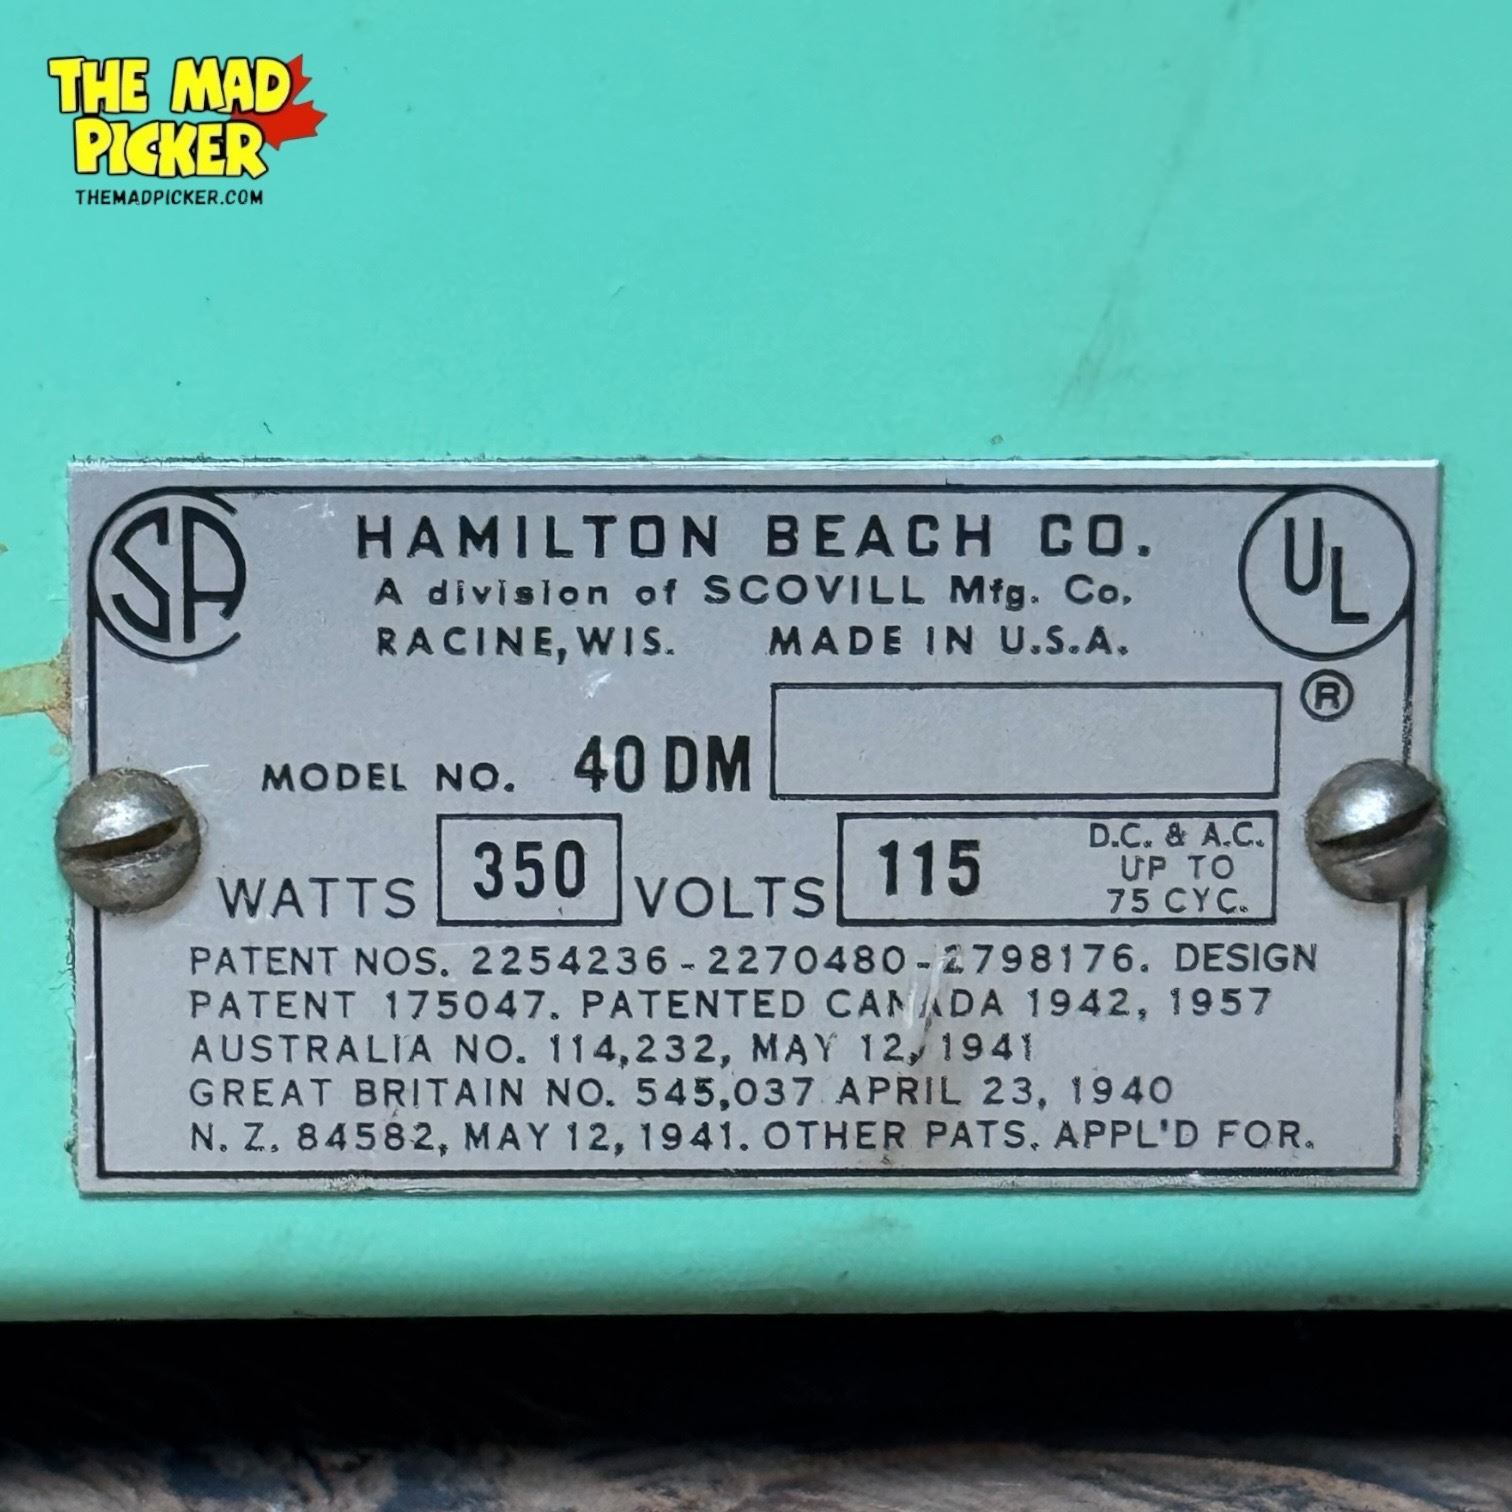 THE MAD
PICKER
THEMADPICKER.COM
SA HAMILTON BEACH CO. UL
A division of SCOVILL Mfg. Co.
RACINE, WIS. MADE IN U.S.A.
®
MODEL NO. 40 DM
WATTS 350 VOLTS 115 D.C. & A.C.
UP TO
75 CYC.
PATENT NOS. 2254236-2270480-2798176. DESIGN
PATENT 175047. PATENTED CANADA 1942, 1957
AUSTRALIA NO. 114,232, MAY 12, 1941
GREAT BRITAIN NO. 545,037 APRIL 23, 1940
N. Z. 84582, MAY 12, 1941. OTHER PATS. APPL'D FOR.